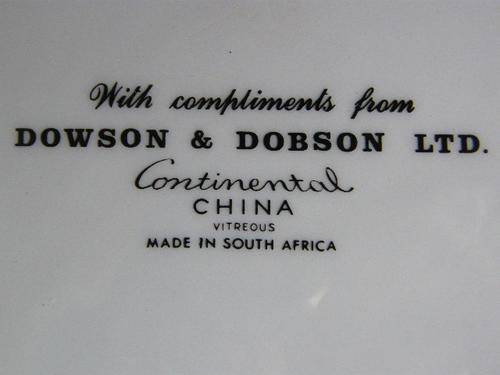 With compliments from
DOWSON & DOBSON LTD.
Continental
CHINA
VITREOUS
MADE IN SOUTH AFRICA